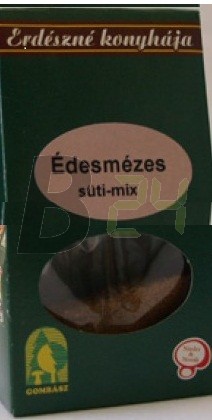 Erdészné konyhája
Édesmézes
süti-mix
GOMBÁSZ